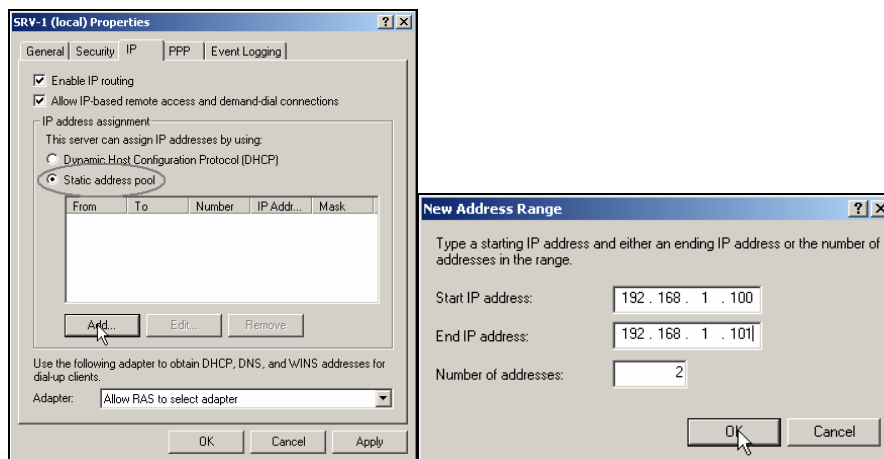 SRV-1 (local) Properties
General Security IP PPP Event Logging
Enable IP routing
Allow IP-based remote access and demand-dial connections
IP address assignment
This server can assign IP addresses by using:
Dynamic Host Configuration Protocol (DHCP)
Static address pool
From To Number IP Addr... Mask
Add... Edit... Remove
Use the following adapter to obtain DHCP, DNS, and WINS addresses for
dial-up clients.
Adapter: Allow RAS to select adapter
OK Cancel Apply
New Address Range
Type a starting IP address and either an ending IP address or the number of
addresses in the range.
Start IP address: 192 . 168 . 1 . 100
End IP address: 192 . 168 . 1 . 101
Number of addresses: 2
OK Cancel